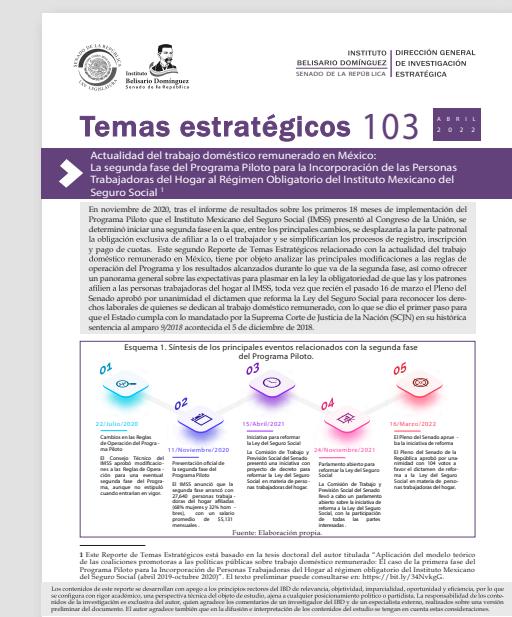 SENADO DE LA REPÚBLICA
LXV LEGISLATURA
Instituto
Belisario Domínguez
Senado de la República
INSTITUTO
BELISARIO DOMÍNGUEZ
SENADO DE LA REPÚBLICA
DIRECCIÓN GENERAL
DE INVESTIGACIÓN
ESTRATÉGICA
Temas estratégicos 103
ABRIL
2022
Actualidad del trabajo doméstico remunerado en México:
La segunda fase del Programa Piloto para la Incorporación de las Personas
Trabajadoras del Hogar al Régimen Obligatorio del Instituto Mexicano del
Seguro Social 1
En noviembre de 2020, tras el informe de resultados sobre los primeros 18 meses de implementación del
Programa Piloto que el Instituto Mexicano del Seguro Social (IMSS) presentó al Congreso de la Unión, se
determinó iniciar una segunda fase en la que, entre los principales cambios, se desplazaría a la parte patronal
la obligación exclusiva de afiliar a la o el trabajador y se simplificarían los procesos de registro, inscripción
y pago de cuotas. Este segundo Reporte de Temas Estratégicos relacionado con la actualidad del trabajo
doméstico remunerado en México, tiene por objeto analizar las principales modificaciones a las reglas de
operación del Programa y los resultados alcanzados durante lo que va de la segunda fase, así como ofrecer
un panorama general sobre las expectativas para plasmar en la ley la obligatoriedad de que las y los patrones
afilien a las personas trabajadoras del hogar al IMSS, toda vez que recién el pasado 16 de marzo el Pleno del
Senado aprobó por unanimidad el dictamen que reforma la Ley del Seguro Social para reconocer los dere-
chos laborales de quienes se dedican al trabajo doméstico remunerado, con lo que se dio el primer paso para
que el Estado cumpla con lo mandatado por la Suprema Corte de Justicia de la Nación (SCJN) en su histórica
sentencia al amparo 9/2018 acontecida el 5 de diciembre de 2018.
Esquema 1. Síntesis de los principales eventos relacionados con la segunda fase
del Programa Piloto.
01
22/Julio/2020
Cambios en las Reglas
de Operación del Progra-
ma Piloto
El Consejo Técnico del
IMSS aprobó modificacio-
nes a las Reglas de Opera-
ción para una eventual
segunda fase del Progra-
ma, aunque no estipuló
cuando entrarían en vigor.
02
11/Noviembre/2020
Presentación oficial de
la segunda fase del
Programa Piloto
El IMSS anunció que la
segunda fase arrancó con
27,640 personas trabaja-
doras del hogar afiliadas
(68% mujeres y 32% hom-
bres), con un salario
promedio de $5,131
mensuales.
03
15/Abril/2021
Iniciativa para reformar
la Ley del Seguro Social
La Comisión de Trabajo y
Previsión Social del Senado
presentó una iniciativa con
proyecto de decreto para
reformar la Ley del Seguro
Social en materia de perso-
nas trabajadoras del hogar.
04
24/Noviembre/2021
Parlamento abierto para
reformar la Ley del Seguro
Social
La Comisión de Trabajo y
Previsión Social del Senado
llevó a cabo un parlamento
abierto sobre la iniciativa de
reforma a la Ley del Seguro
Social, con la participación
de todas las partes
interesadas.
05
16/Marzo/2022
El Pleno del Senado aprue-
ba la iniciativa de reforma
El Pleno del Senado de la
República aprobó por una-
nimidad con 104 votos a
favor el dictamen de refor-
ma a la Ley del Seguro
Social en materia de perso-
nas trabajadoras del hogar.
Fuente: Elaboración propia.
1 Este Reporte de Temas Estratégicos está basado en la tesis doctoral del autor titulada "Aplicación del modelo teórico
de las coaliciones promotoras a las políticas públicas sobre trabajo doméstico remunerado: El caso de la primera fase del
Programa Piloto para la Incorporación de Personas Trabajadoras del Hogar al régimen obligatorio del Instituto Mexicano
del Seguro Social (abril 2019-octubre 2020)". El texto preliminar puede consultarse en: https://bit.ly/34NvkgG.
Los contenidos de este reporte se desarrollan con apego a los principios rectores del IBD de relevancia, objetividad, imparcialidad, oportunidad y eficiencia, por lo que
se configura con rigor académico, una perspectiva técnica del objeto de estudio, ajena a cualquier posicionamiento político o partidista. La responsabilidad de los conte-
nidos de la investigación es exclusiva del autor, quien agradece los comentarios de un investigador del IBD y de un especialista externo, realizados sobre una versión
preliminar del documento. El autor agradece también que en la difusión e interpretación de los contenidos del estudio se tengan en cuenta estas consideraciones.